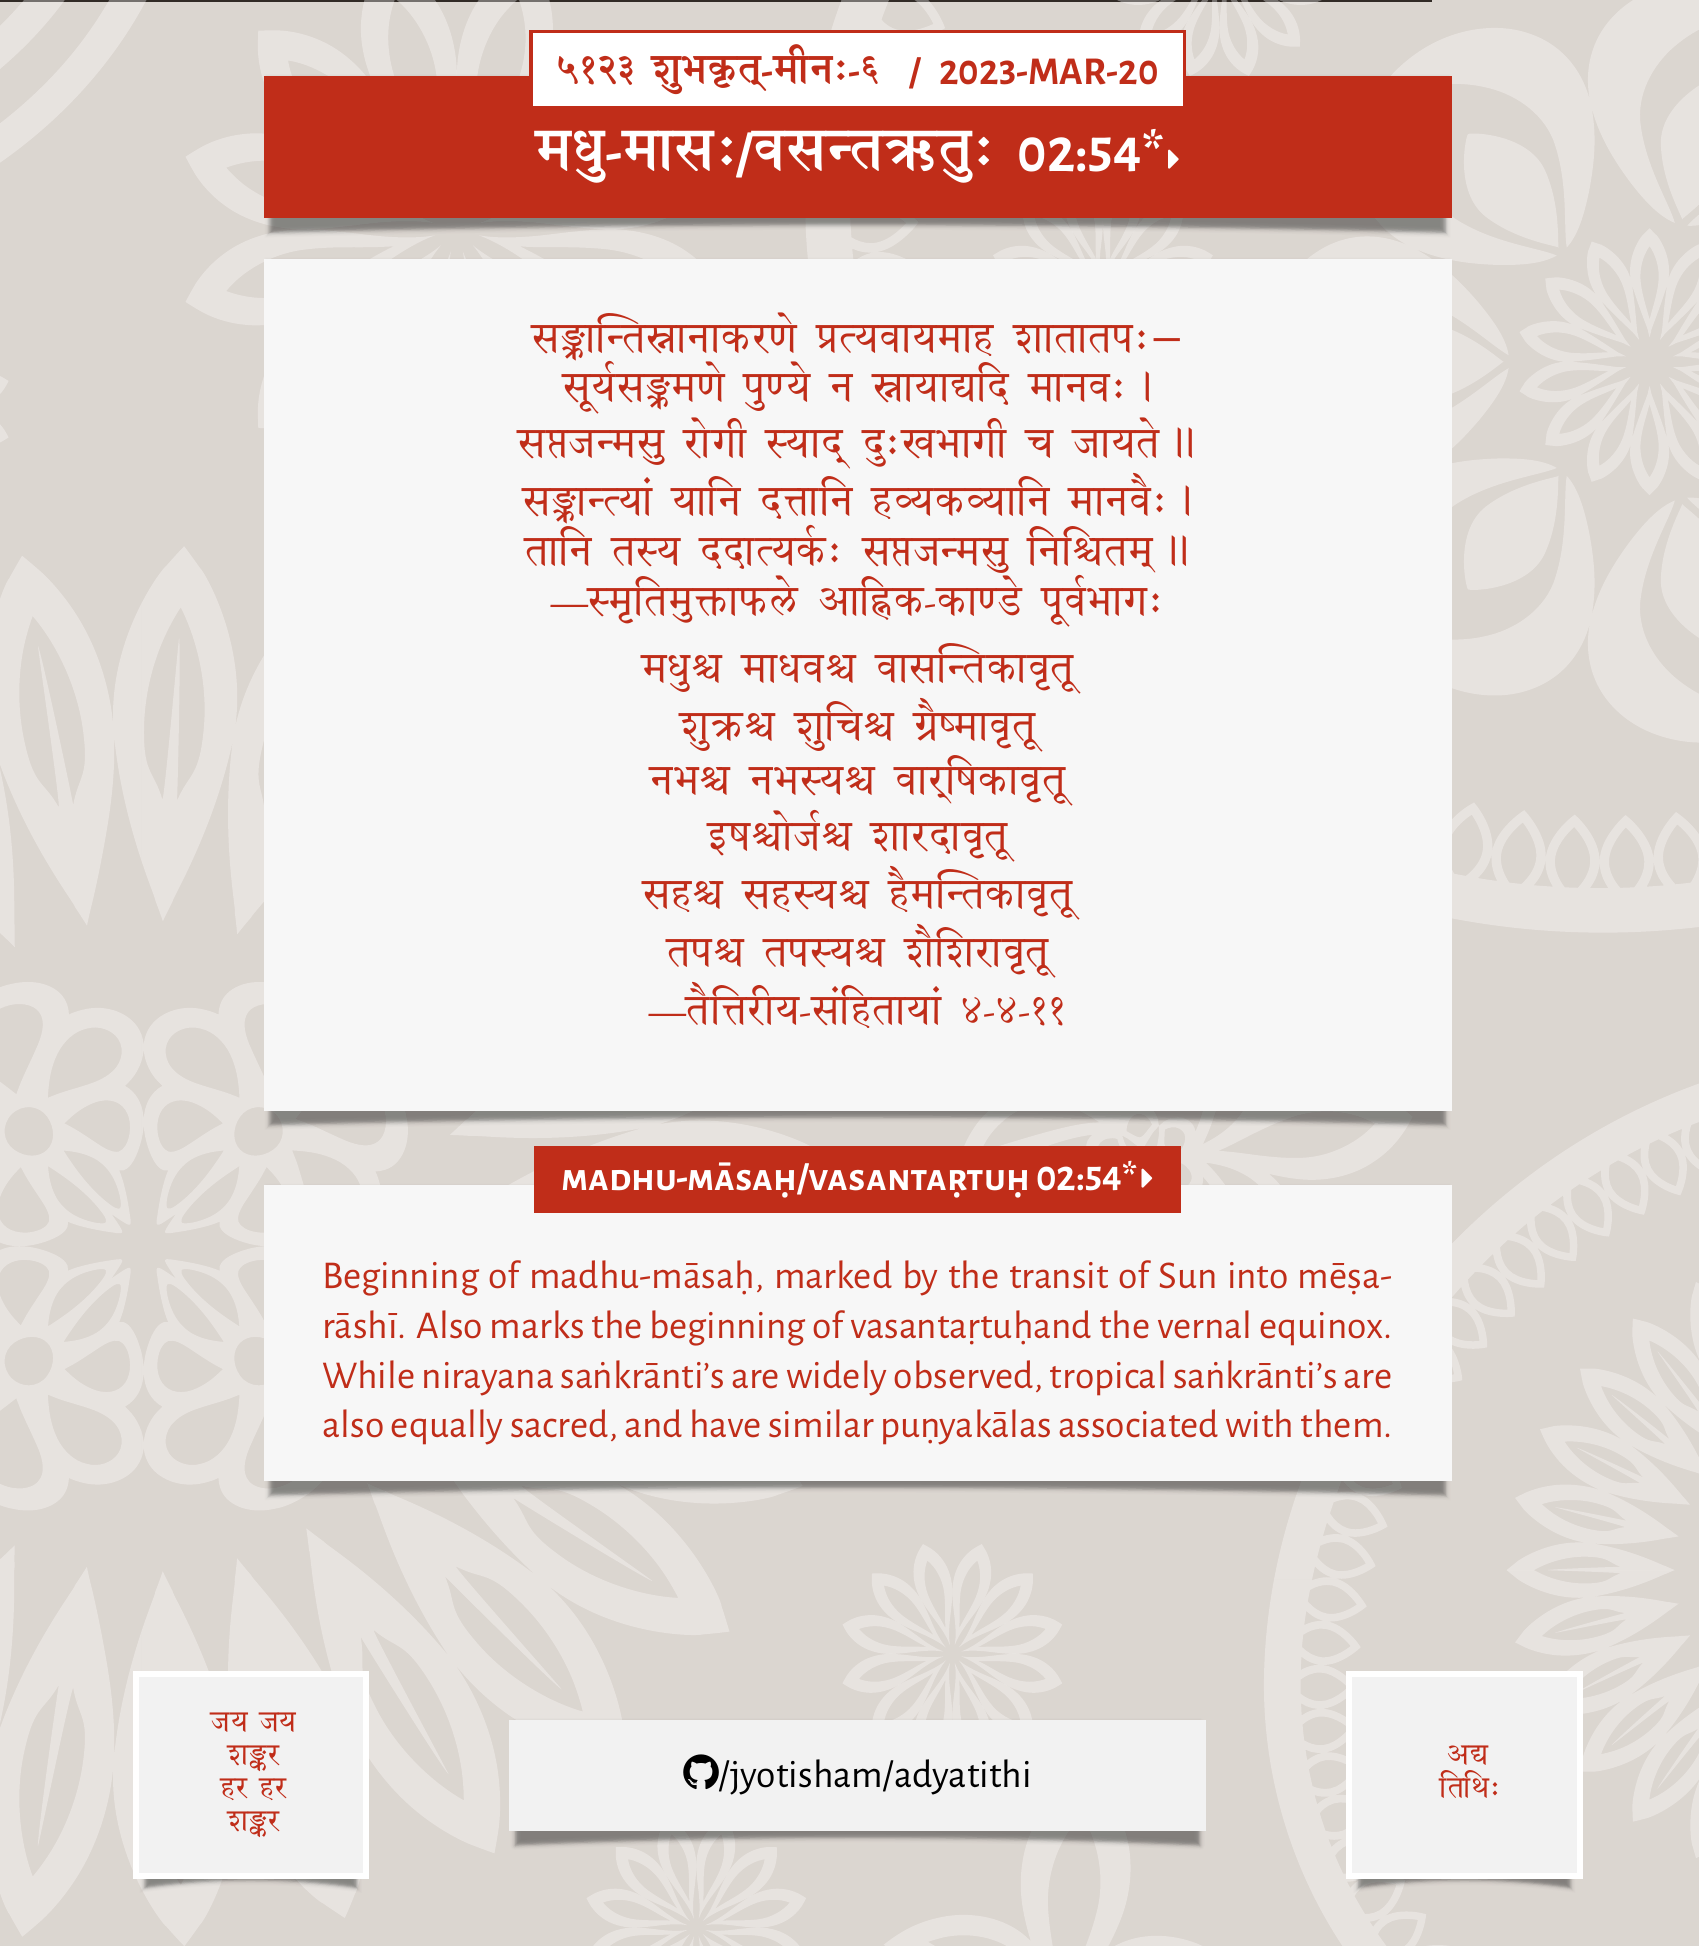 ५१२३ शुभकृत्-मीनः-६ / 2023-MAR-20
मधु-मासः/वसन्तऋतुः 02:54*▸
सङ्क्रान्तिस्नानाकरणे प्रत्यवायमाह शातातपः—
सूर्यसङ्क्रमणे पुण्ये न स्नायाद्यदि मानवः ।
सप्तजन्मसु रोगी स्याद् दुःखभागी च जायते ॥
सङ्क्रान्त्यां यानि दत्तानि हव्यकव्यानि मानवैः ।
तानि तस्य ददात्यर्कः सप्तजन्मसु निश्चितम् ॥
—स्मृतिमुक्ताफले आह्निक-काण्डे पूर्वभागः
मधुश्च माधवश्च वासन्तिकावृतू
शुक्रश्च शुचिश्च ग्रैष्मावृतू
नभश्च नभस्यश्च वार्‌षिकावृतू
इषश्चोर्जश्च शारदावृतू
सहश्च सहस्यश्च हैमन्तिकावृतू
तपश्च तपस्यश्च शैशिरावृतू
—तैत्तिरीय-संहितायां ४-४-११
MADHU-MĀSAḤ/VASANTAṚTUḤ 02:54*▸
Beginning of madhu-māsaḥ, marked by the transit of Sun into mēṣa-
rāshī. Also marks the beginning of vasantaṛtuḥand the vernal equinox.
While nirayana saṅkrānti’s are widely observed, tropical saṅkrānti’s are
also equally sacred, and have similar puṇyakālas associated with them.
जय जय
शङ्कर
हर हर
शङ्कर
/jyotisham/adyatithi
अद्य
तिथिः